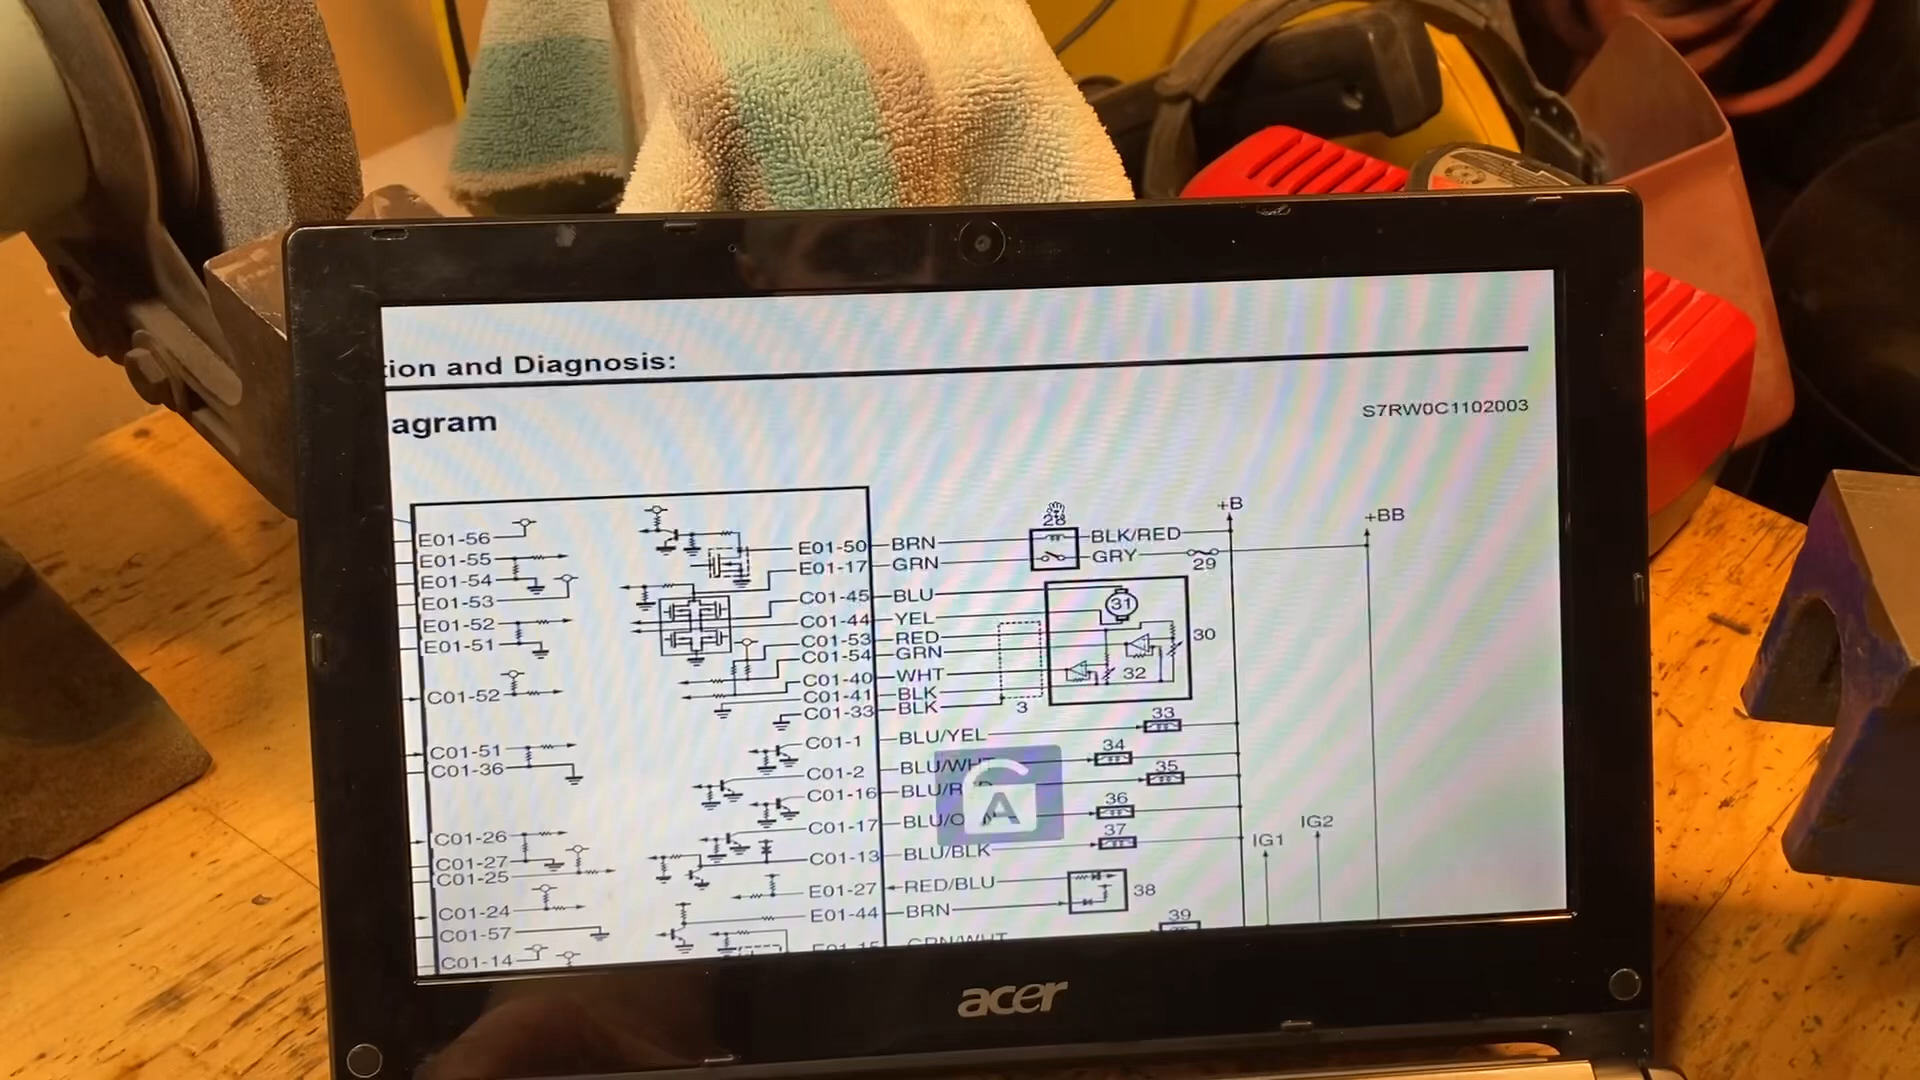 tion and Diagnosis:
agram
S7RW0C1102003
+B
+BB
28
E01-56
E01-50 BRN BLK/RED
E01-55
E01-17 GRN GRY
29
E01-54
E01-53
C01-45 BLU 31
E01-52
C01-44 YEL
30
E01-51
C01-53 RED
C01-54 GRN
C01-40 WHT 32
C01-52
C01-41 BLK
C01-33 BLK 3
33
C01-1 BLU/YEL
C01-51
34
C01-36
C01-2
35
C01-16
36
C01-17
IG2
C01-26
37
IG1
C01-27
C01-13 BLU/BLK
C01-25
E01-27 RED/BLU 38
C01-24
E01-44 BRN
C01-57
39
C01-14
A
acer